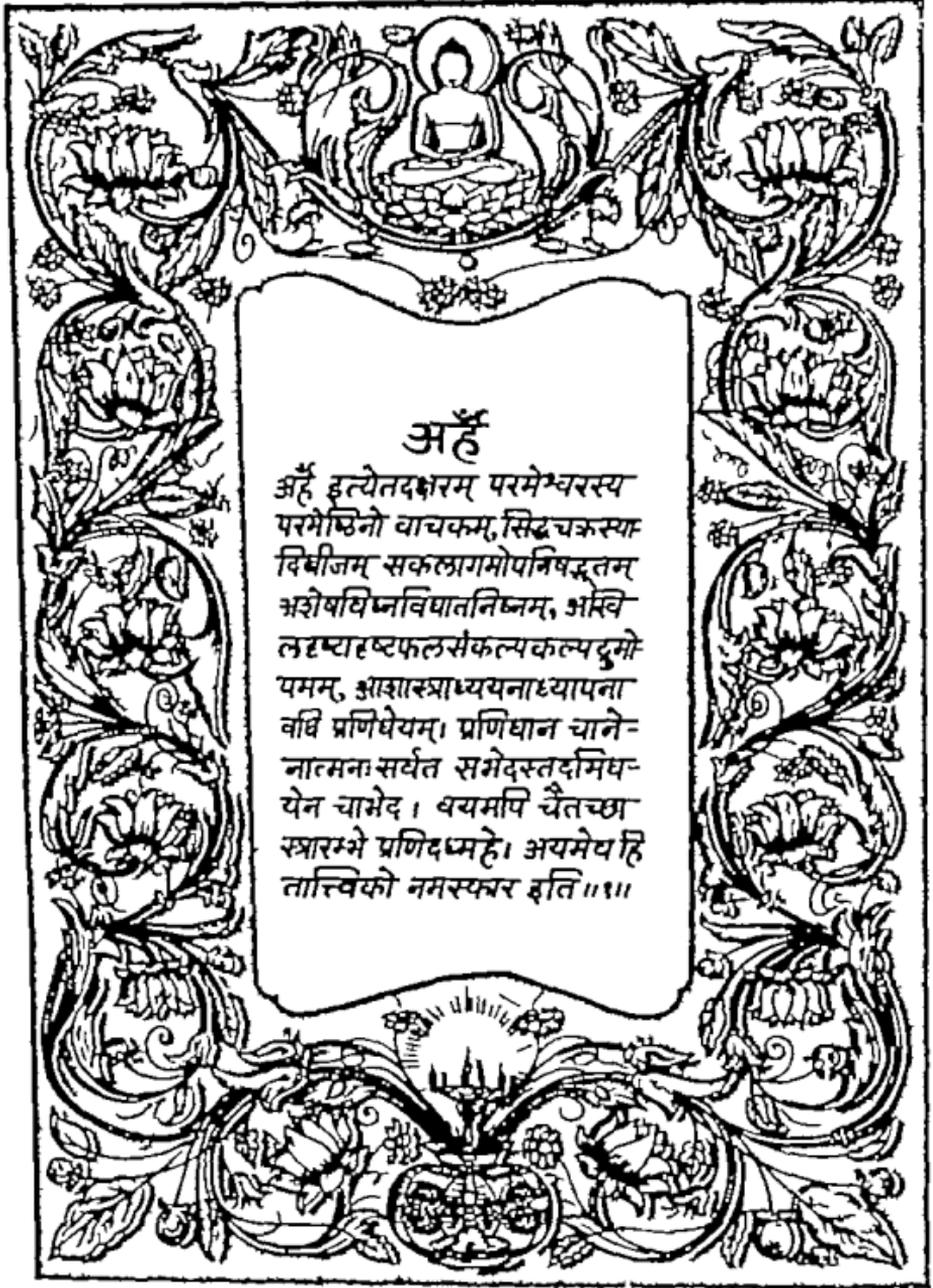 अर्हँ
अर्हँ इत्येतदक्षरम् परमेश्वरस्य
परमेष्ठिनो वाचकम्, सिद्धचक्रस्या-
दिबीजम् सकलागमोपनिषद्भूतम्
अशेषविघ्नविघातनिघ्नम्, अखि
लदृष्टादृष्टफलसंकल्पकल्पद्रुमो-
पमम्, आशास्त्राध्ययनाध्यापना
वधि प्रणिधेयम्। प्रणिधान चाने-
नात्मनः सर्वत सभेदस्तदभिधे-
येन चाभेद। वयमपि चैतच्छा
स्त्रारम्भे प्रणिदध्महे। अयमेव हि
तात्त्विको नमस्कार इति॥१॥